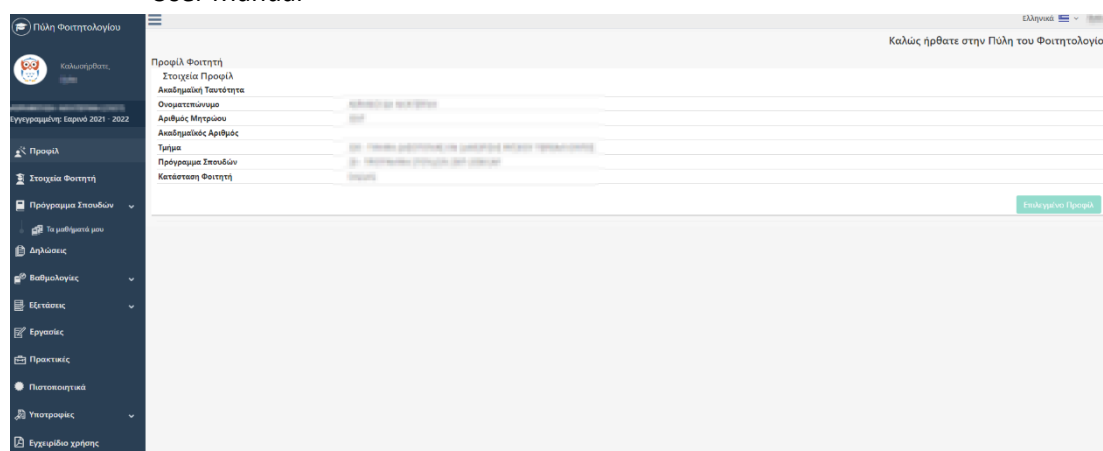 User Manual
Πύλη Φοιτητολογίου
Ελληνικά
Καλώς ήρθατε στην Πύλη του Φοιτητολογίο
Καλωσήρθατε,
Εγγεγραμμένη: Εαρινό 2021 - 2022
Προφίλ
Στοιχεία Φοιτητή
Πρόγραμμα Σπουδών
Τα μαθήματά μου
Δηλώσεις
Βαθμολογίες
Εξετάσεις
Εργασίες
Πρακτικές
Πιστοποιητικά
Υποτροφίες
Εγχειρίδιο χρήσης
Προφίλ Φοιτητή
Στοιχεία Προφίλ
Ακαδημαϊκή Ταυτότητα
Ονοματεπώνυμο
Αριθμός Μητρώου
Ακαδημαϊκός Αριθμός
Τμήμα
Πρόγραμμα Σπουδών
Κατάσταση Φοιτητή
Επιλεγμένο Προφίλ